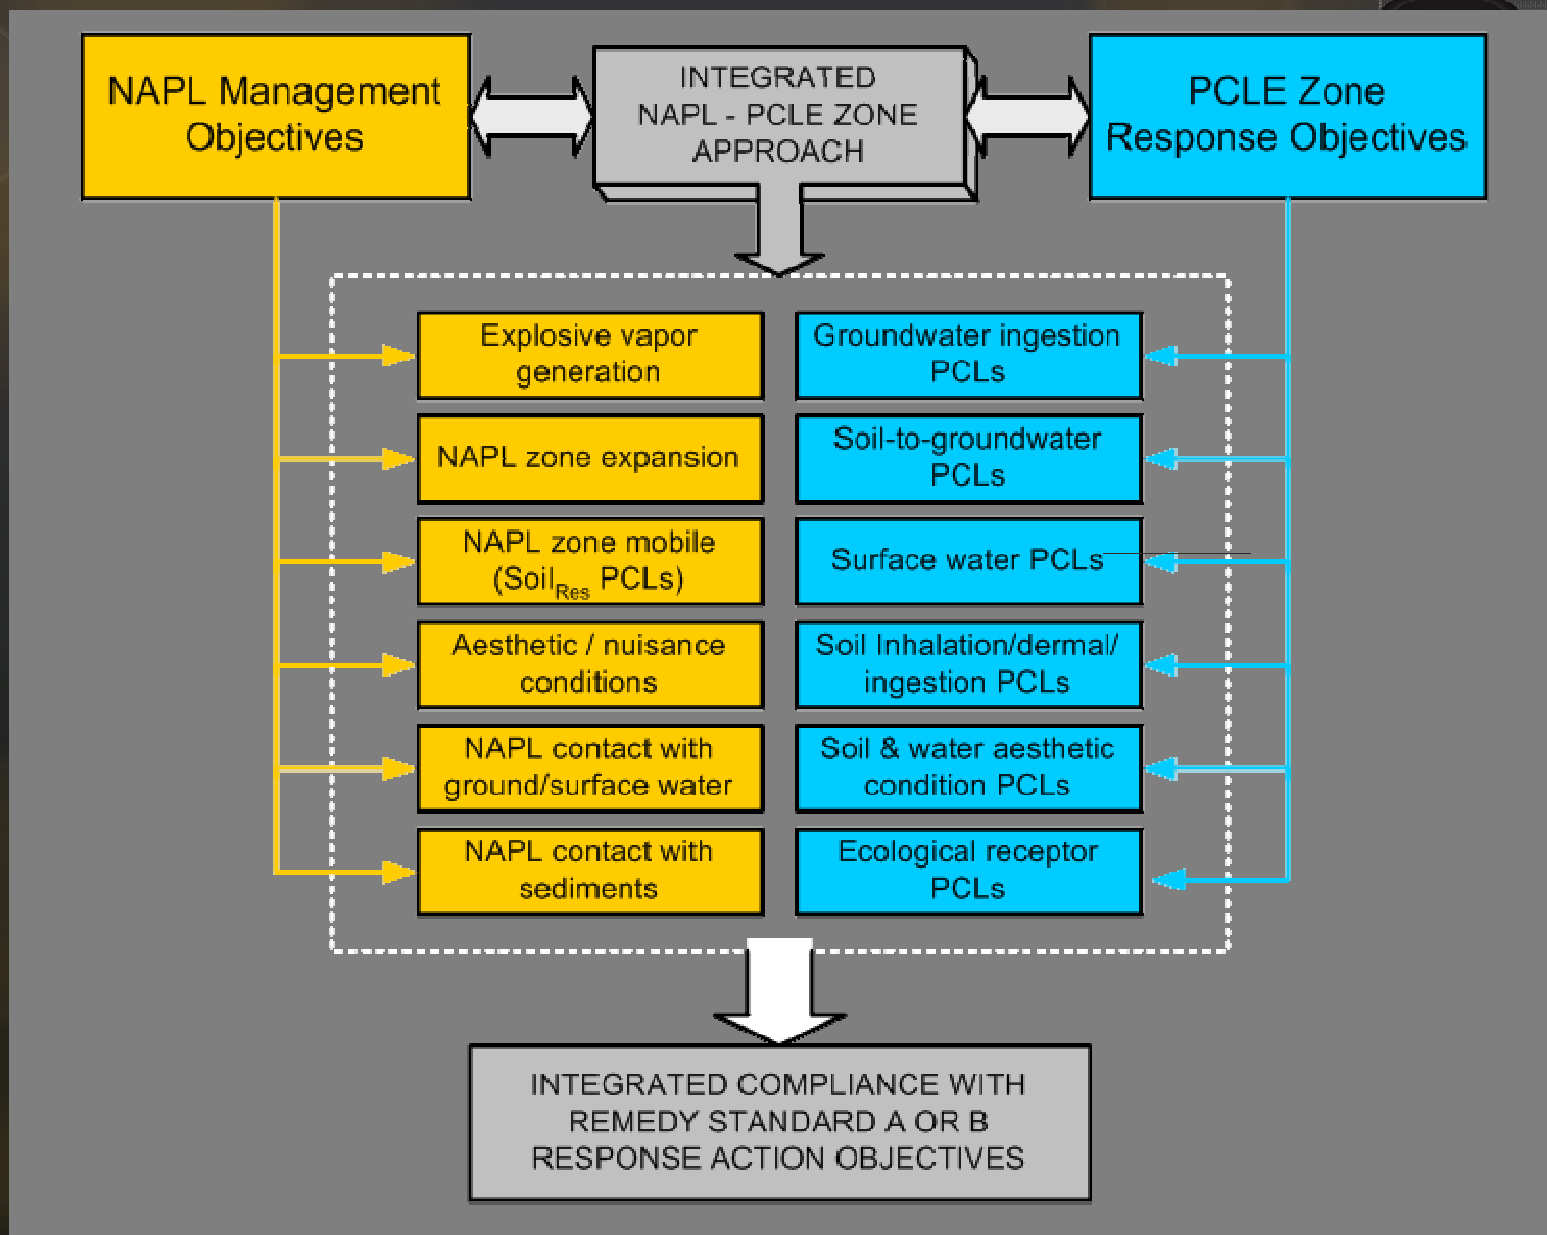 NAPL Management
Objectives
INTEGRATED
NAPL - PCLE ZONE
APPROACH
PCLE Zone
Response Objectives
Explosive vapor
generation
NAPL zone expansion
NAPL zone mobile
(SoilRes PCLs)
Aesthetic / nuisance
conditions
NAPL contact with
ground/surface water
NAPL contact with
sediments
Groundwater ingestion
PCLs
Soil-to-groundwater
PCLs
Surface water PCLs
Soil Inhalation/dermal/
ingestion PCLs
Soil & water aesthetic
condition PCLs
Ecological receptor
PCLs
INTEGRATED COMPLIANCE WITH
REMEDY STANDARD A OR B
RESPONSE ACTION OBJECTIVES